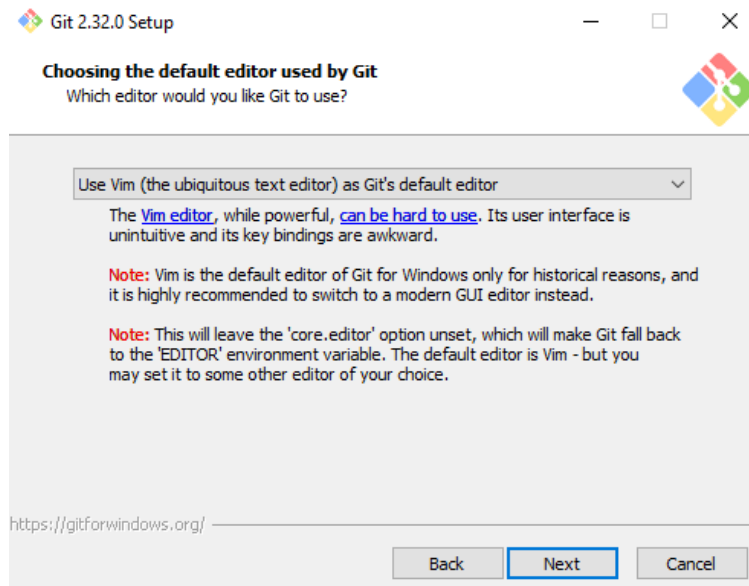 Git 2.32.0 Setup
Choosing the default editor used by Git
Which editor would you like Git to use?
Use Vim (the ubiquitous text editor) as Git's default editor
The Vim editor, while powerful, can be hard to use. Its user interface is
unintuitive and its key bindings are awkward.
Note: Vim is the default editor of Git for Windows only for historical reasons, and
it is highly recommended to switch to a modern GUI editor instead.
Note: This will leave the 'core.editor' option unset, which will make Git fall back
to the 'EDITOR' environment variable. The default editor is Vim - but you
may set it to some other editor of your choice.
https://gitforwindows.org/
Back Next Cancel